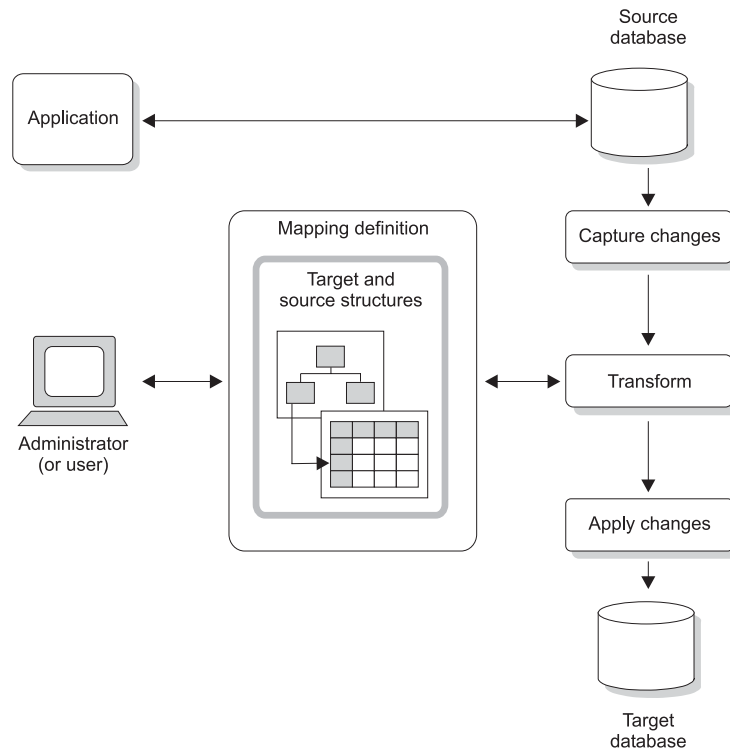 Source
database
Application
Mapping definition
Capture changes
Target and
source structures
Transform
Administrator
(or user)
Apply changes
Target
database